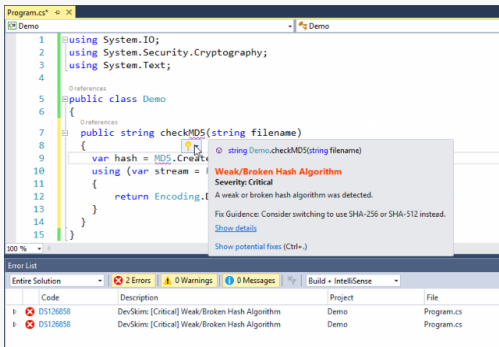 Program.cs*
Demo
Demo
1 using System.IO;
2 using System.Security.Cryptography;
3 using System.Text;
4
0 references
5 public class Demo
6 {
0 references
7 public string checkMD5(string filename)
8 {
9 var hash = MD5.Create
10 using (var stream =
11 {
12 return Encoding.
13 }
14 }
15 }
string Demo.checkMD5(string filename)
Weak/Broken Hash Algorithm
Severity: Critical
A weak or broken hash algorithm was detected.
Fix Guidance: Consider switching to use SHA-256 or SHA-512 instead.
Show details
Show potential fixes (Ctrl+.)
100 %
Error List
Entire Solution 2 Errors 0 Warnings 0 Messages Build + IntelliSense
Code Description Project File
DS126858 DevSkim: [Critical] Weak/Broken Hash Algorithm Demo Program.cs
DS126858 DevSkim: [Critical] Weak/Broken Hash Algorithm Demo Program.cs